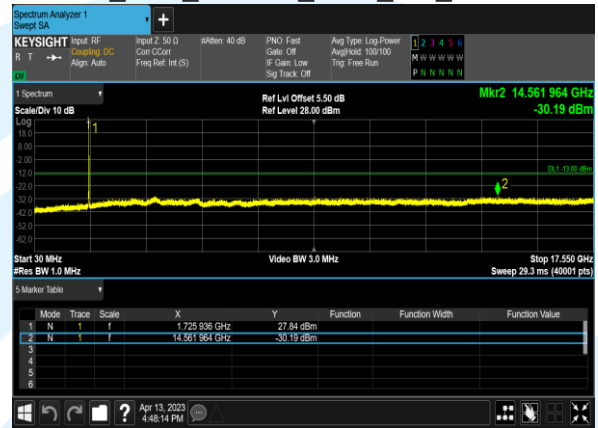 Spectrum Analyzer 1
Swept SA
KEYSIGHT Input: RF Input Z: 50 Ω #Atten: 40 dB PNO: Fast Avg Type: Log-Power 1 2 3 4 5 6
R T Coupling: DC Corr CCorr Gate: Off Avg|Hold: 100/100 M W W W W W
Align: Auto Freq Ref: Int (S) IF Gain: Low Trig: Free Run P N N N N N
LW Sig Track: Off
1 Spectrum Ref Lvl Offset 5.50 dB Mkr2 14.561 964 GHz
Scale/Div 10 dB Ref Level 28.00 dBm -30.19 dBm
Log
1
18.0
8.00
-2.00
-12.0 DL1 -13.00 dBm
-22.0 2
-32.0
-42.0
-52.0
-62.0
Start 30 MHz Video BW 3.0 MHz Stop 17.550 GHz
#Res BW 1.0 MHz Sweep 29.3 ms (40001 pts)
5 Marker Table
Mode Trace Scale X Y Function Function Width Function Value
1 N 1 f 1.725 936 GHz 27.84 dBm
2 N 1 f 14.561 964 GHz -30.19 dBm
3
4
5
6
? Apr 13, 2023
4:48:14 PM